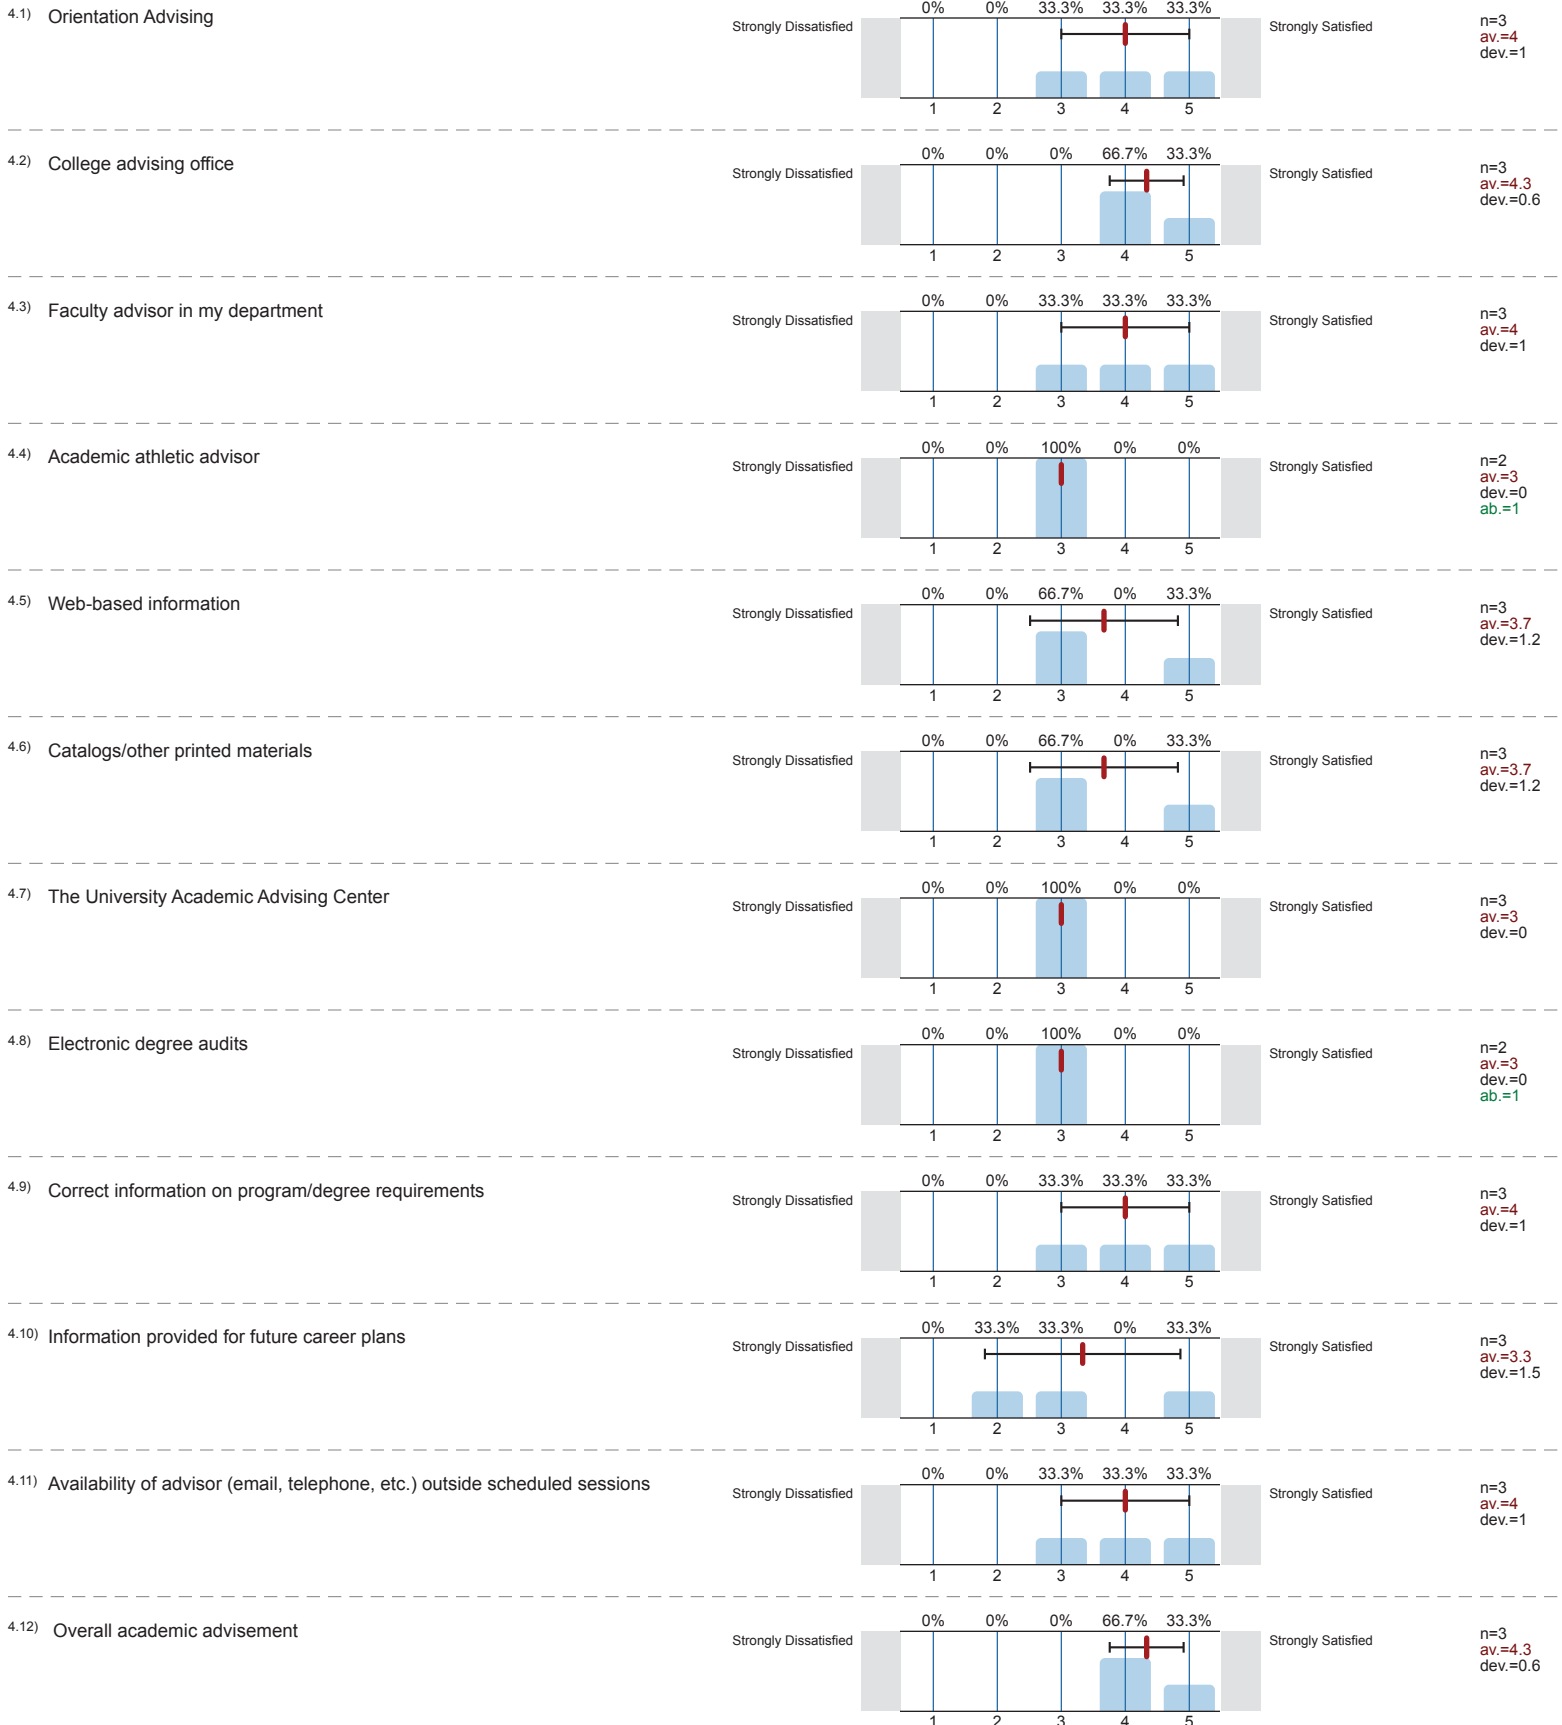 4.1) Orientation Advising
0% 0% 33.3% 33.3% 33.3%
Strongly Dissatisfied Strongly Satisfied
n=3
av.=4
dev.=1
1 2 3 4 5
4.2) College advising office
0% 0% 0% 66.7% 33.3%
Strongly Dissatisfied Strongly Satisfied
n=3
av.=4.3
dev.=0.6
1 2 3 4 5
4.3) Faculty advisor in my department
0% 0% 33.3% 33.3% 33.3%
Strongly Dissatisfied Strongly Satisfied
n=3
av.=4
dev.=1
1 2 3 4 5
4.4) Academic athletic advisor
0% 0% 100% 0% 0%
Strongly Dissatisfied Strongly Satisfied
n=2
av.=3
dev.=0
ab.=1
1 2 3 4 5
4.5) Web-based information
0% 0% 66.7% 0% 33.3%
Strongly Dissatisfied Strongly Satisfied
n=3
av.=3.7
dev.=1.2
1 2 3 4 5
4.6) Catalogs/other printed materials
0% 0% 66.7% 0% 33.3%
Strongly Dissatisfied Strongly Satisfied
n=3
av.=3.7
dev.=1.2
1 2 3 4 5
4.7) The University Academic Advising Center
0% 0% 100% 0% 0%
Strongly Dissatisfied Strongly Satisfied
n=3
av.=3
dev.=0
1 2 3 4 5
4.8) Electronic degree audits
0% 0% 100% 0% 0%
Strongly Dissatisfied Strongly Satisfied
n=2
av.=3
dev.=0
ab.=1
1 2 3 4 5
4.9) Correct information on program/degree requirements
0% 0% 33.3% 33.3% 33.3%
Strongly Dissatisfied Strongly Satisfied
n=3
av.=4
dev.=1
1 2 3 4 5
4.10) Information provided for future career plans
0% 33.3% 33.3% 0% 33.3%
Strongly Dissatisfied Strongly Satisfied
n=3
av.=3.3
dev.=1.5
1 2 3 4 5
4.11) Availability of advisor (email, telephone, etc.) outside scheduled sessions
0% 0% 33.3% 33.3% 33.3%
Strongly Dissatisfied Strongly Satisfied
n=3
av.=4
dev.=1
1 2 3 4 5
4.12) Overall academic advisement
0% 0% 0% 66.7% 33.3%
Strongly Dissatisfied Strongly Satisfied
n=3
av.=4.3
dev.=0.6
1 2 3 4 5